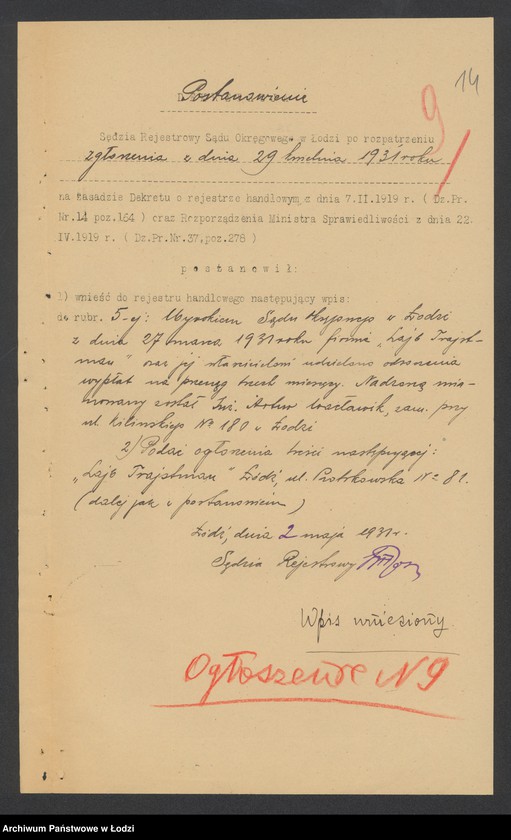 14
9
Postanowienie
Sędzia Rejestrowy Sądu Okręgowego w Łodzi po rozpatrzeniu
zgłoszenia z dnia 29 kwietnia 1931 roku
na zasadzie Dekretu o rejestrze handlowym z dnia 7.II.1919 r. ( Dz.Pr.
Nr.14 poz.164 ) oraz Rozporządzenia Ministra Sprawiedliwości z dnia 22.
IV.1919 r. ( Dz.Pr.Nr.37,poz.278 )
postanowił:
1) wnieść do rejestru handlowego następujący wpis:
do rubr. 5-ej: Wyrokiem Sądu Okręgowego w Łodzi
z dnia 27 marca 1931 roku firmie „Lajb Trajst-
man” oraz jej właścicielowi udzielono odroczenia
wypłat na przeciąg trzech miesięcy. Nadzorcą mia-
nowany został Inż. Artur Wacławik, zam. przy
ul. Kilińskiego № 180 w Łodzi
2) Podać ogłoszenia treści następującej:
„Lajb Trajstman” Łódź, ul. Piotrkowska № 81.
(dalej jak w postanowieniu)
Łódź, dnia 2 maja 1931 r.
Sędzia Rejestrowy
Wpis wniesiony
Ogłoszenie N 9
Archiwum Państwowe w Łodzi